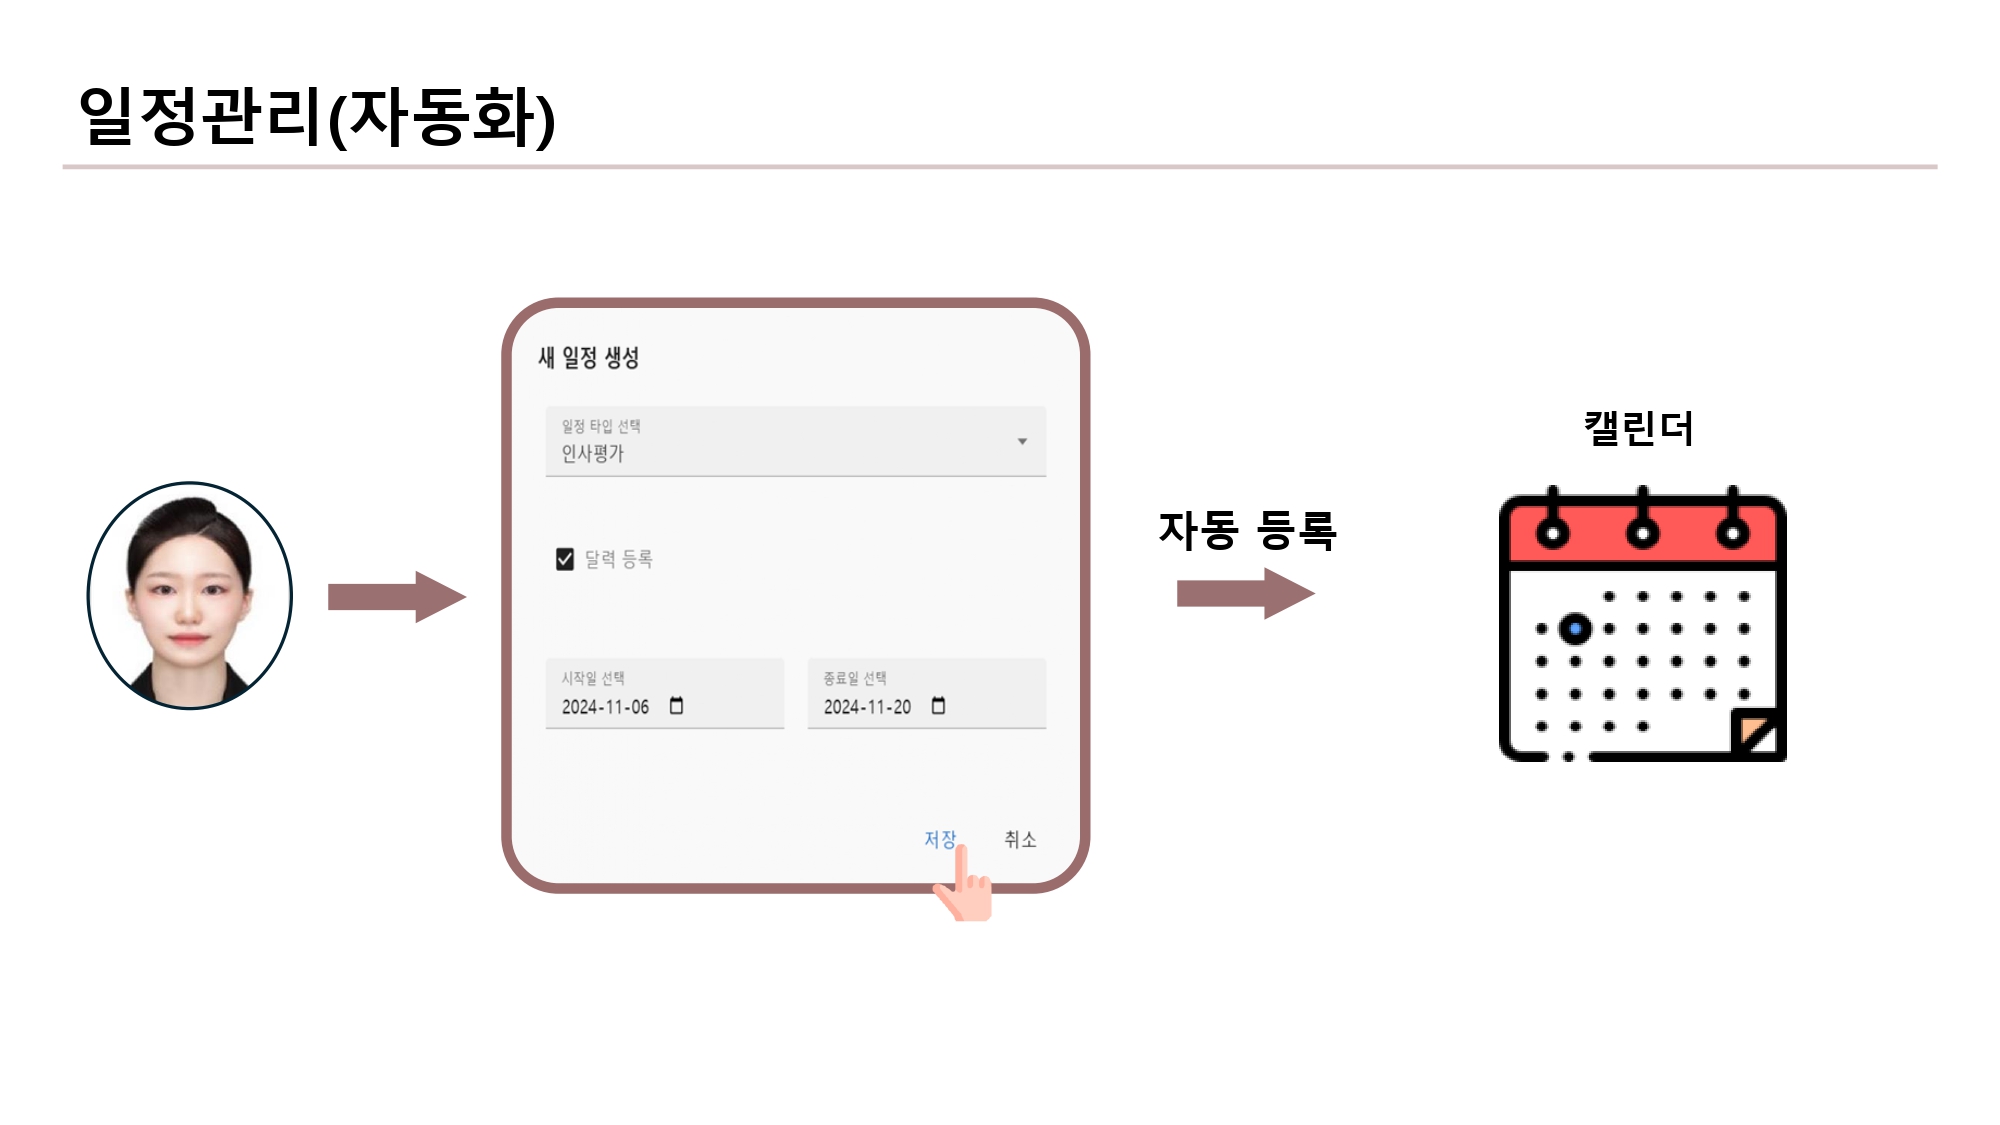 일정관리(자동화)
새 일정 생성
일정 타입 선택
인사평가
달력 등록
시작일 선택
2024-11-06
종료일 선택
2024-11-20
저장
취소
자동 등록
캘린더